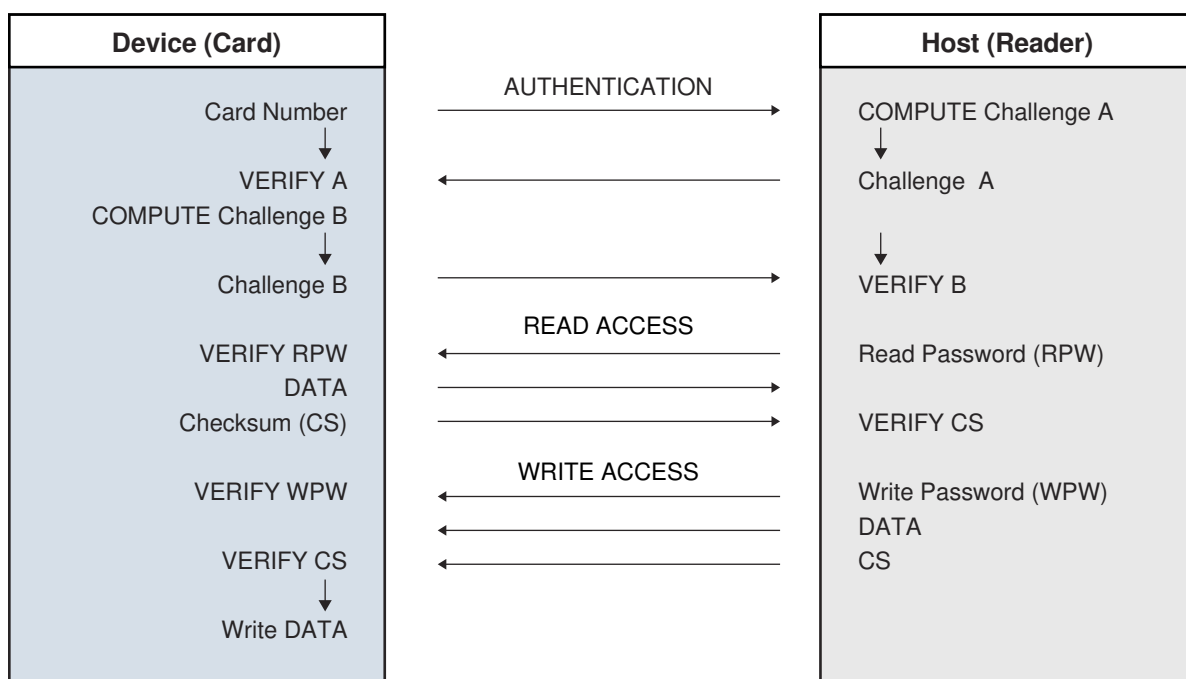 Device (Card)
Host (Reader)
AUTHENTICATION
Card Number
COMPUTE Challenge A
VERIFY A
Challenge A
COMPUTE Challenge B
Challenge B
VERIFY B
READ ACCESS
VERIFY RPW
Read Password (RPW)
DATA
Checksum (CS)
VERIFY CS
WRITE ACCESS
VERIFY WPW
Write Password (WPW)
DATA
VERIFY CS
CS
Write DATA